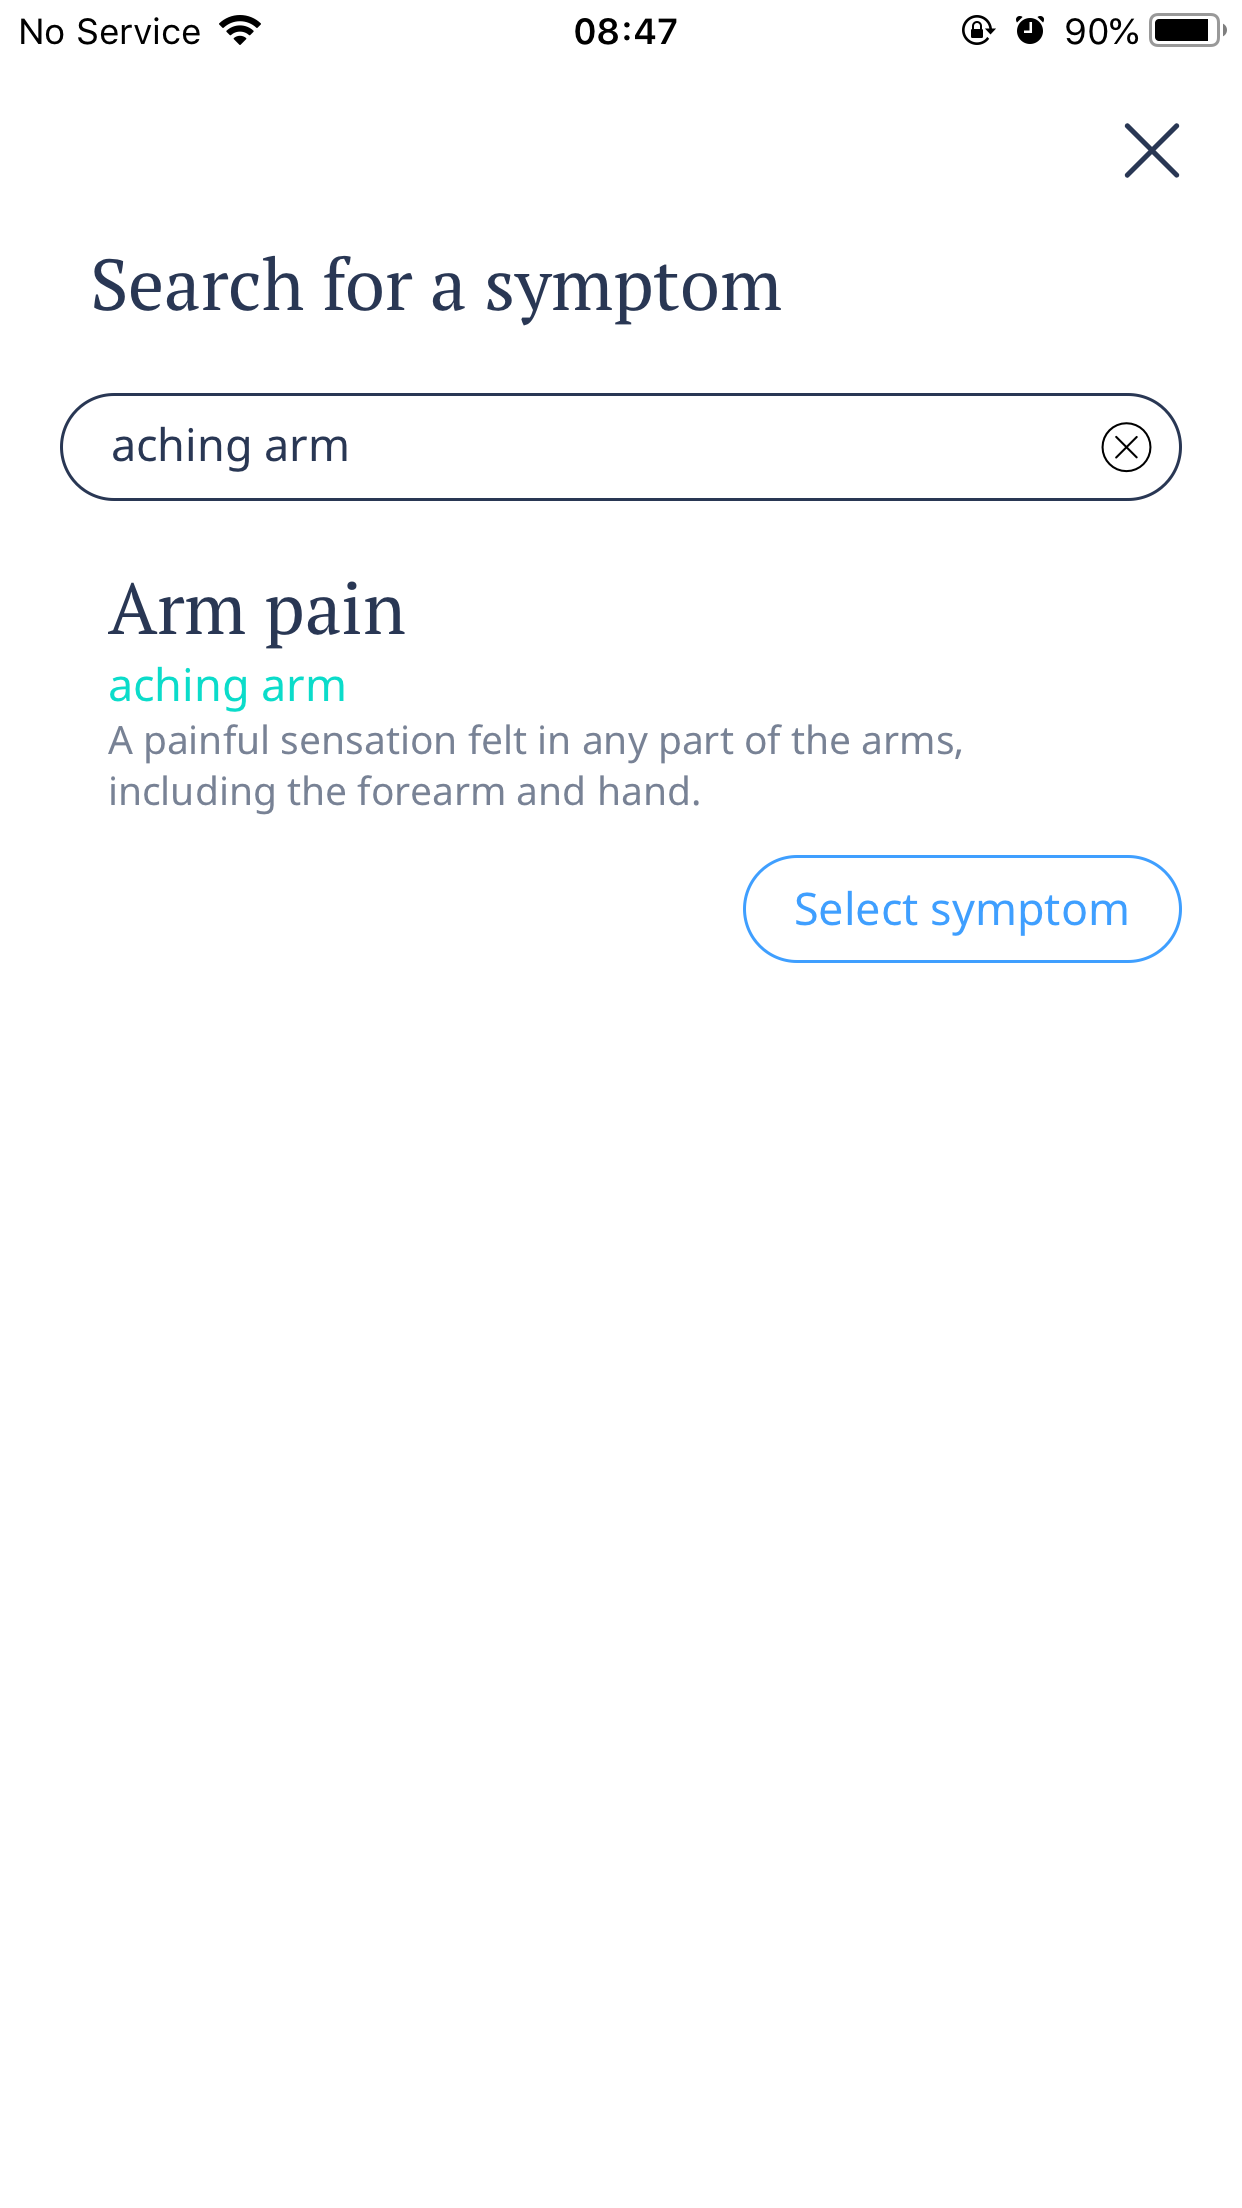 No Service 08:47 90%
Search for a symptom
aching arm
Arm pain
aching arm
A painful sensation felt in any part of the arms,
including the forearm and hand.
Select symptom